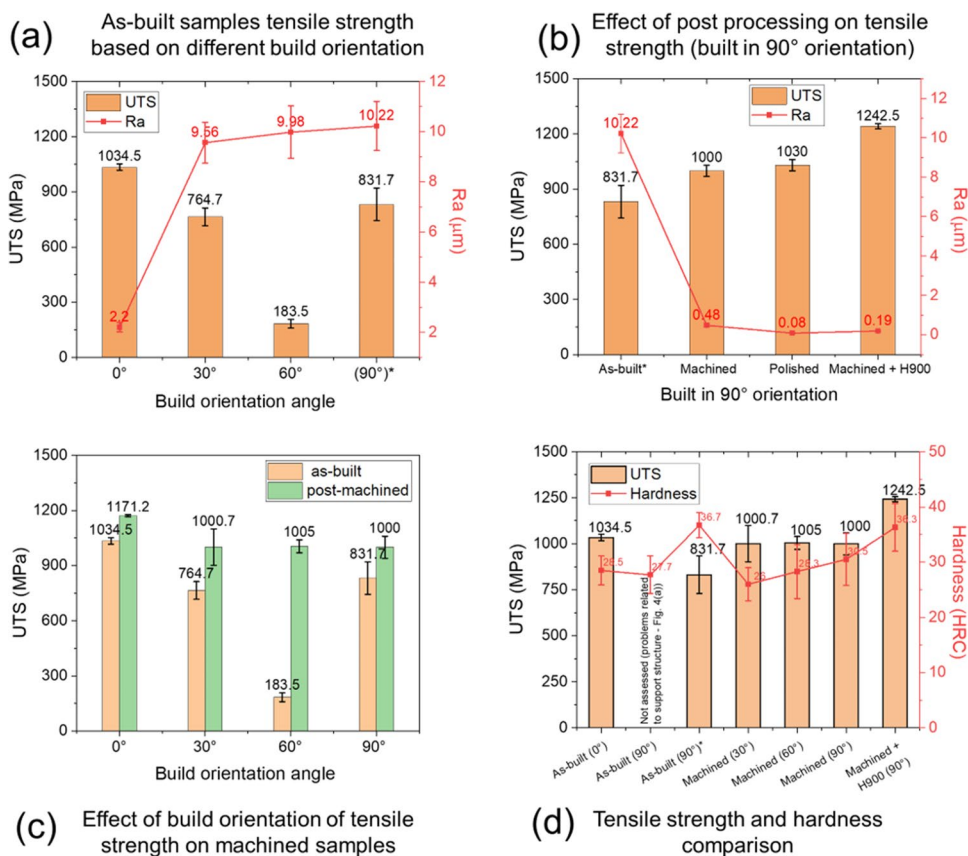 (a)
As-built samples tensile strength
based on different build orientation
1500
1200
900
600
300
0
UTS (MPa)
UTS
Ra
1034.5
764.7
183.5
831.7
2.2
9.56
9.98
10.22
12
10
8
6
4
2
Ra (μm)
0° 30° 60° (90°)*
Build orientation angle
(b)
Effect of post processing on tensile
strength (built in 90° orientation)
1500
1200
900
600
300
0
UTS (MPa)
UTS
Ra
10.22
831.7
1000
1030
1242.5
0.48
0.08
0.19
12
10
8
6
4
2
0
Ra (μm)
As-built* Machined Polished Machined + H900
Built in 90° orientation
1500
1200
900
600
300
0
UTS (MPa)
as-built
post-machined
1034.5
1171.2
764.7
1000.7
183.5
1005
831.7
1000
0° 30° 60° 90°
Build orientation angle
(c)
Effect of build orientation of tensile
strength on machined samples
1500
1250
1000
750
500
250
0
UTS (MPa)
UTS
Hardness
1034.5
831.7
1000.7
1005
1000
1242.5
27.7
36.7
26
28.3
30.5
36.3
Not assessed (problems related
to support structure - Fig. 4(a))
50
40
30
20
10
0
Hardness (HRC)
As-built (0°)
As-built (90°)
As-built (90°)*
Machined (30°)
Machined (60°)
Machined (90°)
Machined +
H900 (90°)
(d)
Tensile strength and hardness
comparison